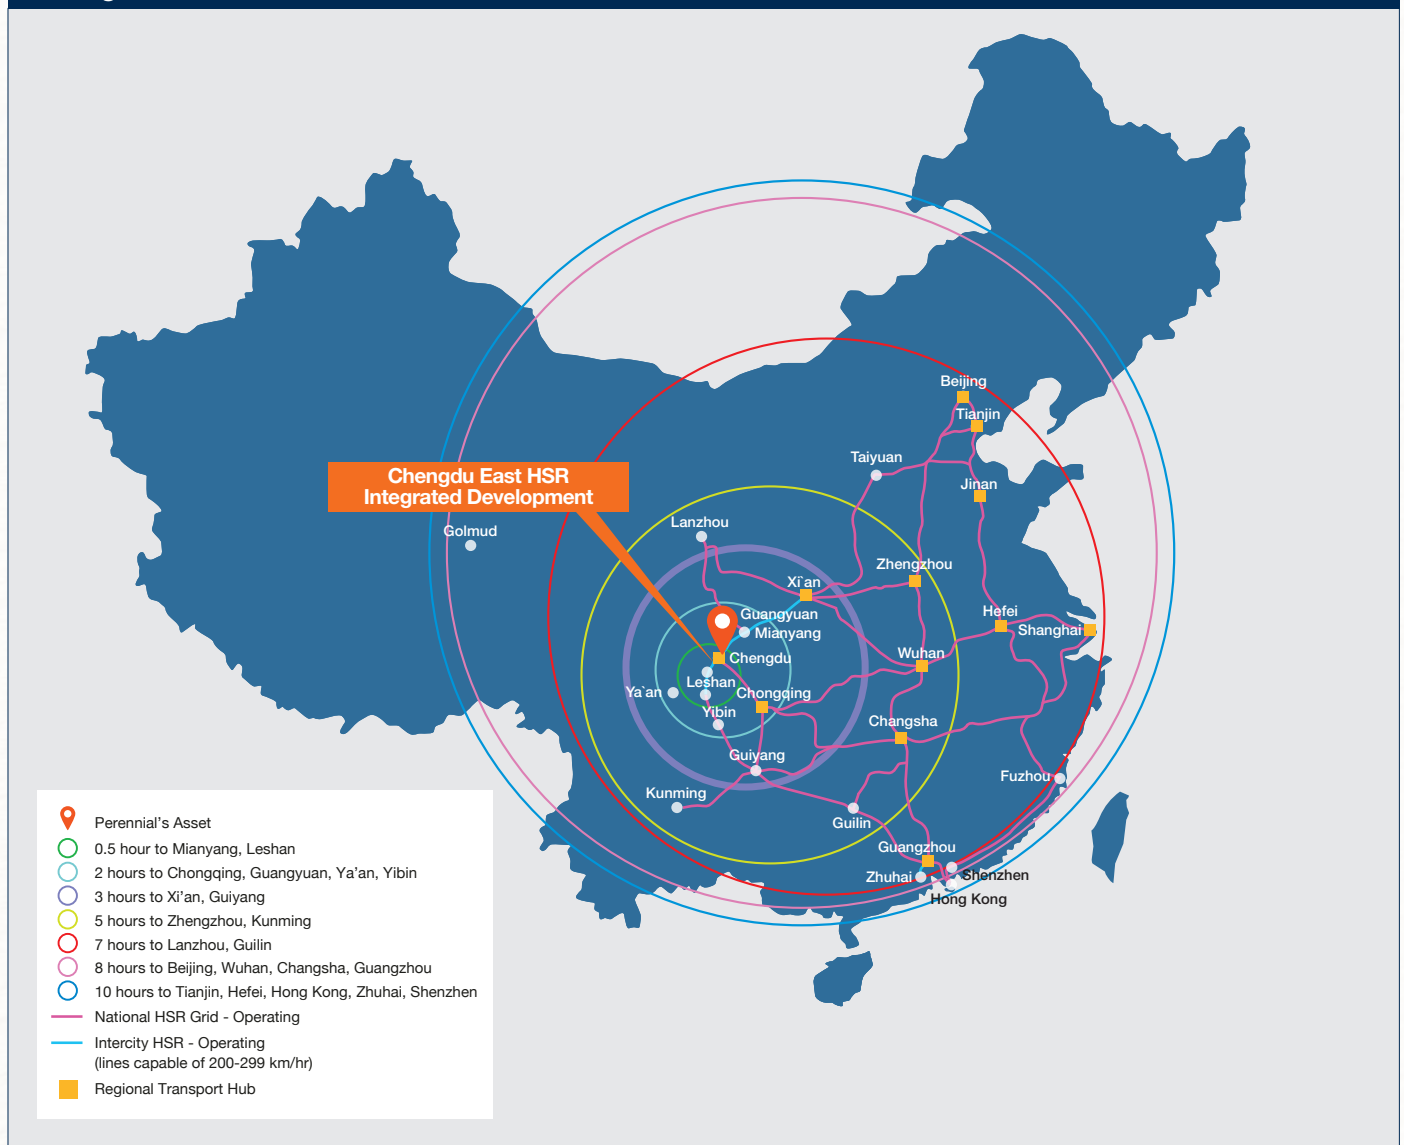 Beijing
Tianjin
Taiyuan
Jinan
Chengdu East HSR
Integrated Development
Golmud
Lanzhou
Zhengzhou
Xi`an
Guangyuan
Mianyang
Hefei
Shanghai
Chengdu
Wuhan
Leshan
Ya`an
Chongqing
Yibin
Changsha
Guiyang
Fuzhou
Kunming
Guilin
Guangzhou
Zhuhai
Shenzhen
Hong Kong
Perennial’s Asset
0.5 hour to Mianyang, Leshan
2 hours to Chongqing, Guangyuan, Ya’an, Yibin
3 hours to Xi’an, Guiyang
5 hours to Zhengzhou, Kunming
7 hours to Lanzhou, Guilin
8 hours to Beijing, Wuhan, Changsha, Guangzhou
10 hours to Tianjin, Hefei, Hong Kong, Zhuhai, Shenzhen
National HSR Grid - Operating
Intercity HSR - Operating
(lines capable of 200-299 km/hr)
Regional Transport Hub